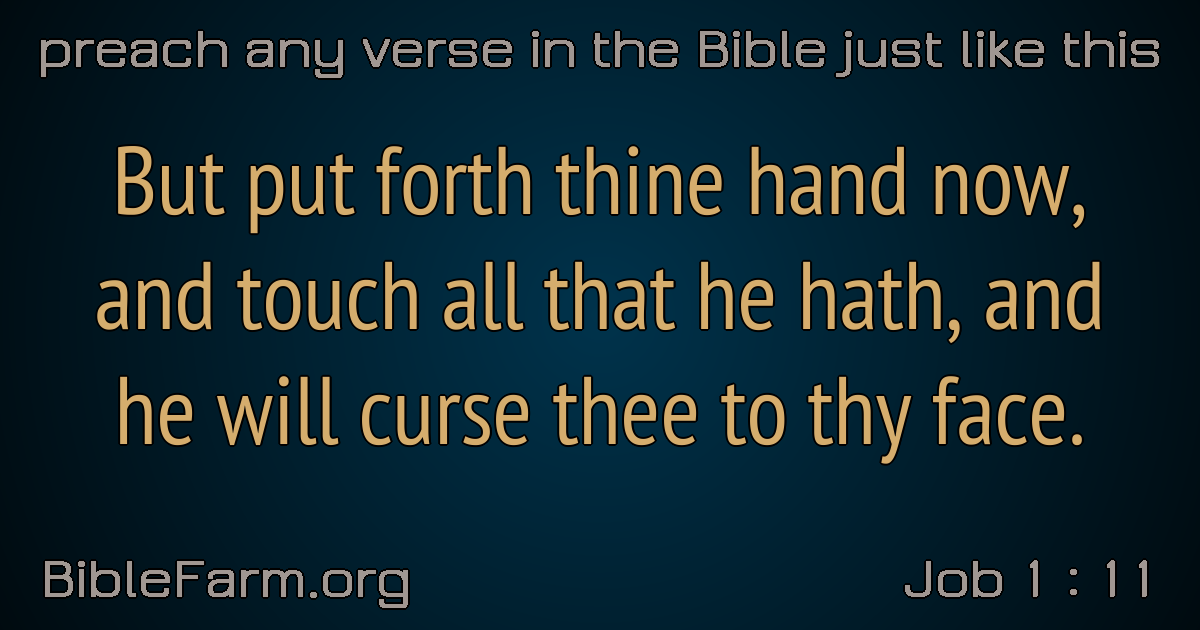 preach any verse in the Bible just like this
But put forth thine hand now,
and touch all that he hath, and
he will curse thee to thy face.
BibleFarm.org
Job 1 : 11